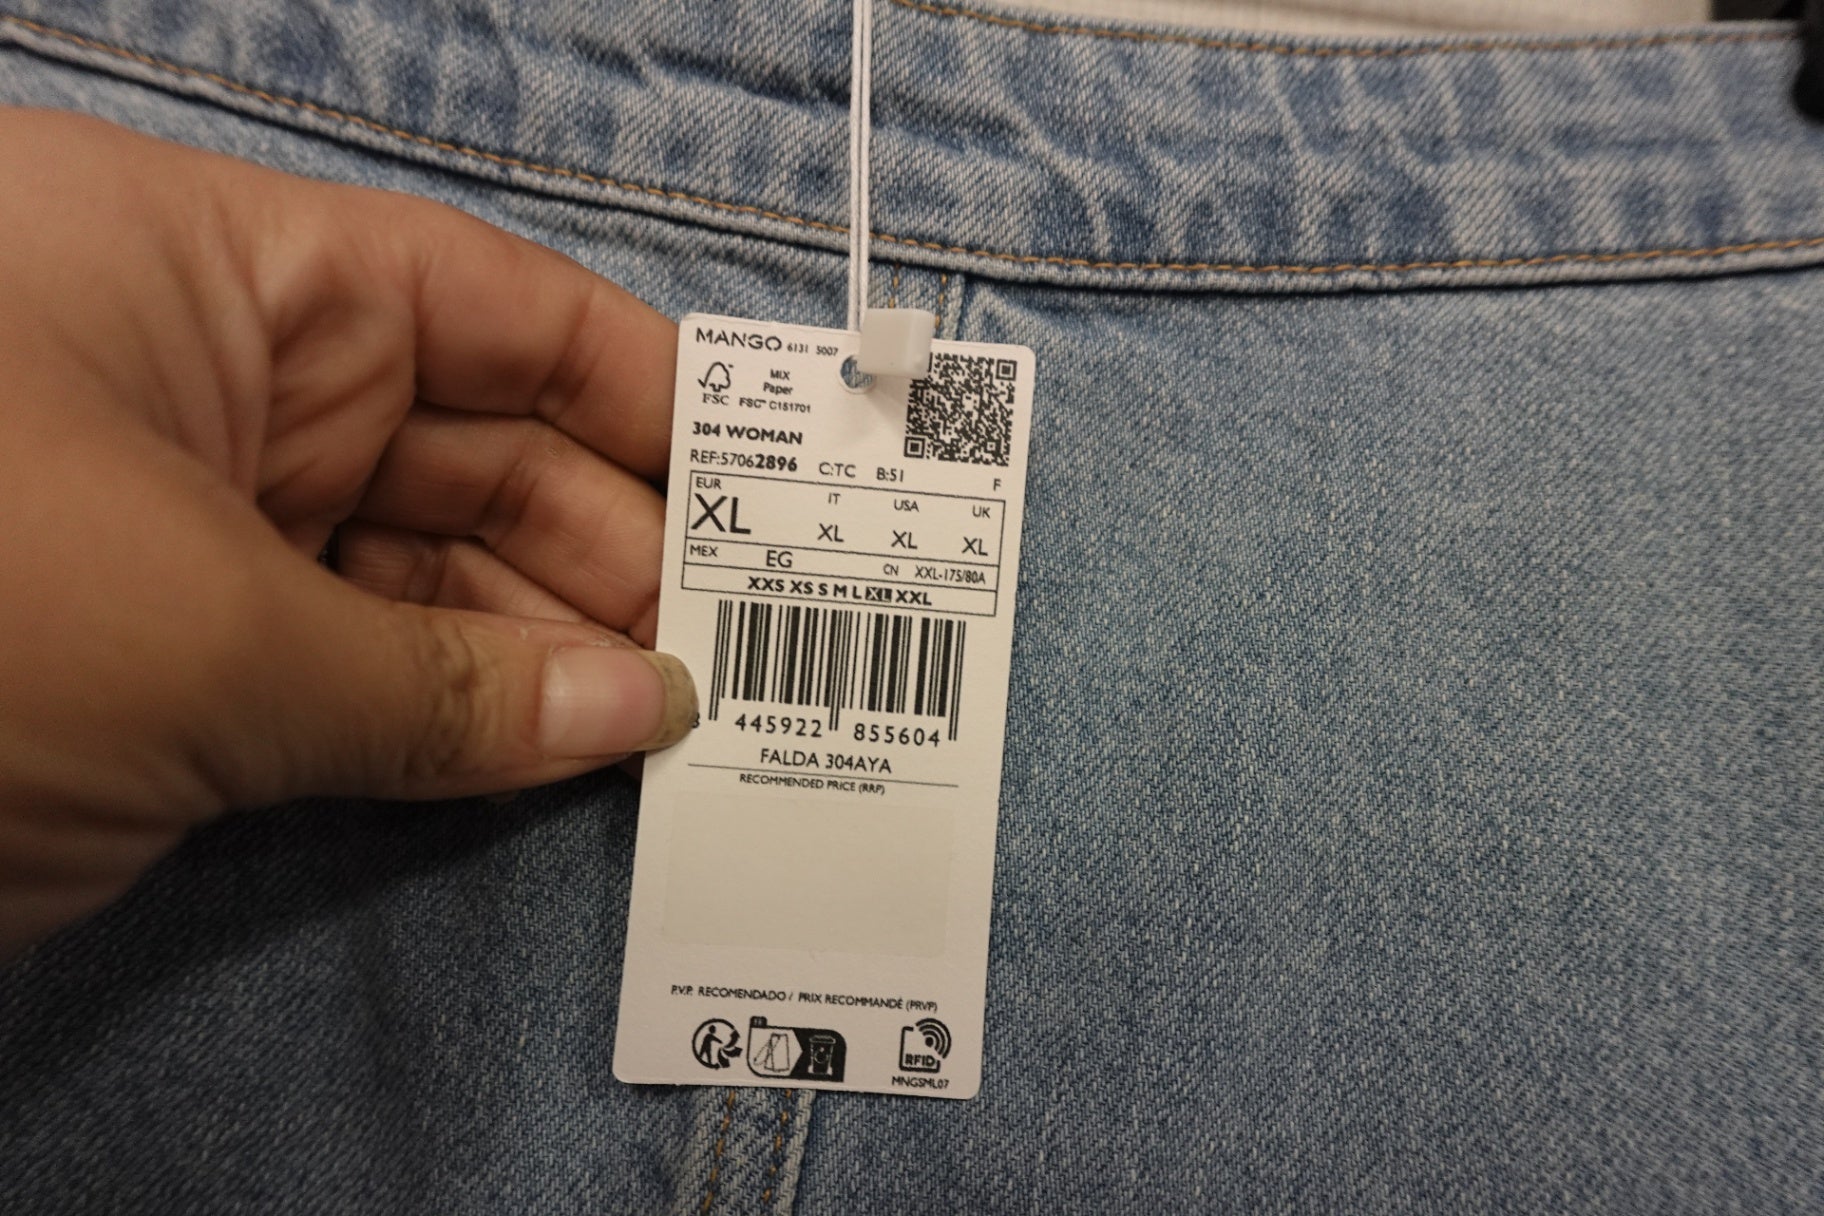 MANGO 6131 5007
MIX
Paper
FSC FSC™ C151701
304 WOMAN
REF:57062896 C:TC B:51 F
EUR IT USA UK
XL XL XL XL
MEX EG CN XXL-175/80A
XXS XS S M L XL XXL
445922 855604
FALDA 304AYA
RECOMMENDED PRICE (RRP)
P.V.P. RECOMENDADO / PRIX RECOMMANDÉ (PRVP)
RFID
MNGSML07